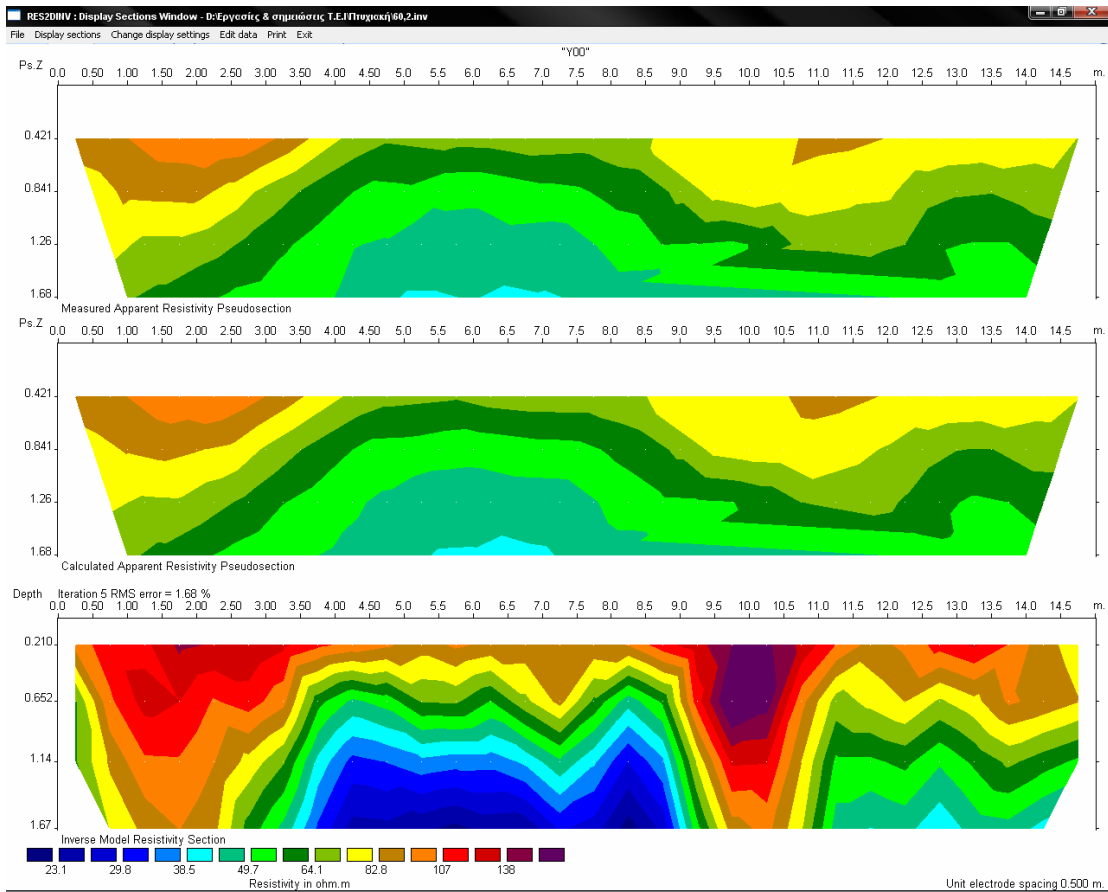 RES2DINV : Display Sections Window - D:\Εργασίες & σημειώσεις Τ.Ε.Ι\Πτυχιακή\60,2.inv
File Display sections Change display settings Edit data Print Exit
"Y00"
Ps.Z 0.0 0.50 1.00 1.50 2.00 2.50 3.00 3.50 4.00 4.50 5.00 5.5 6.0 6.5 7.0 7.5 8.0 8.5 9.0 9.5 10.0 10.5 11.0 11.5 12.0 12.5 13.0 13.5 14.0 14.5 m.
0.421
0.841
1.26
1.68
Measured Apparent Resistivity Pseudosection
Ps.Z 0.0 0.50 1.00 1.50 2.00 2.50 3.00 3.50 4.00 4.50 5.00 5.5 6.0 6.5 7.0 7.5 8.0 8.5 9.0 9.5 10.0 10.5 11.0 11.5 12.0 12.5 13.0 13.5 14.0 14.5 m.
0.421
0.841
1.26
1.68
Calculated Apparent Resistivity Pseudosection
Depth Iteration 5 RMS error = 1.68 %
0.0 0.50 1.00 1.50 2.00 2.50 3.00 3.50 4.00 4.50 5.00 5.5 6.0 6.5 7.0 7.5 8.0 8.5 9.0 9.5 10.0 10.5 11.0 11.5 12.0 12.5 13.0 13.5 14.0 14.5 m.
0.210
0.652
1.14
1.67
Inverse Model Resistivity Section
23.1 29.8 38.5 49.7 64.1 82.8 107 138
Resistivity in ohm.m
Unit electrode spacing 0.500 m.